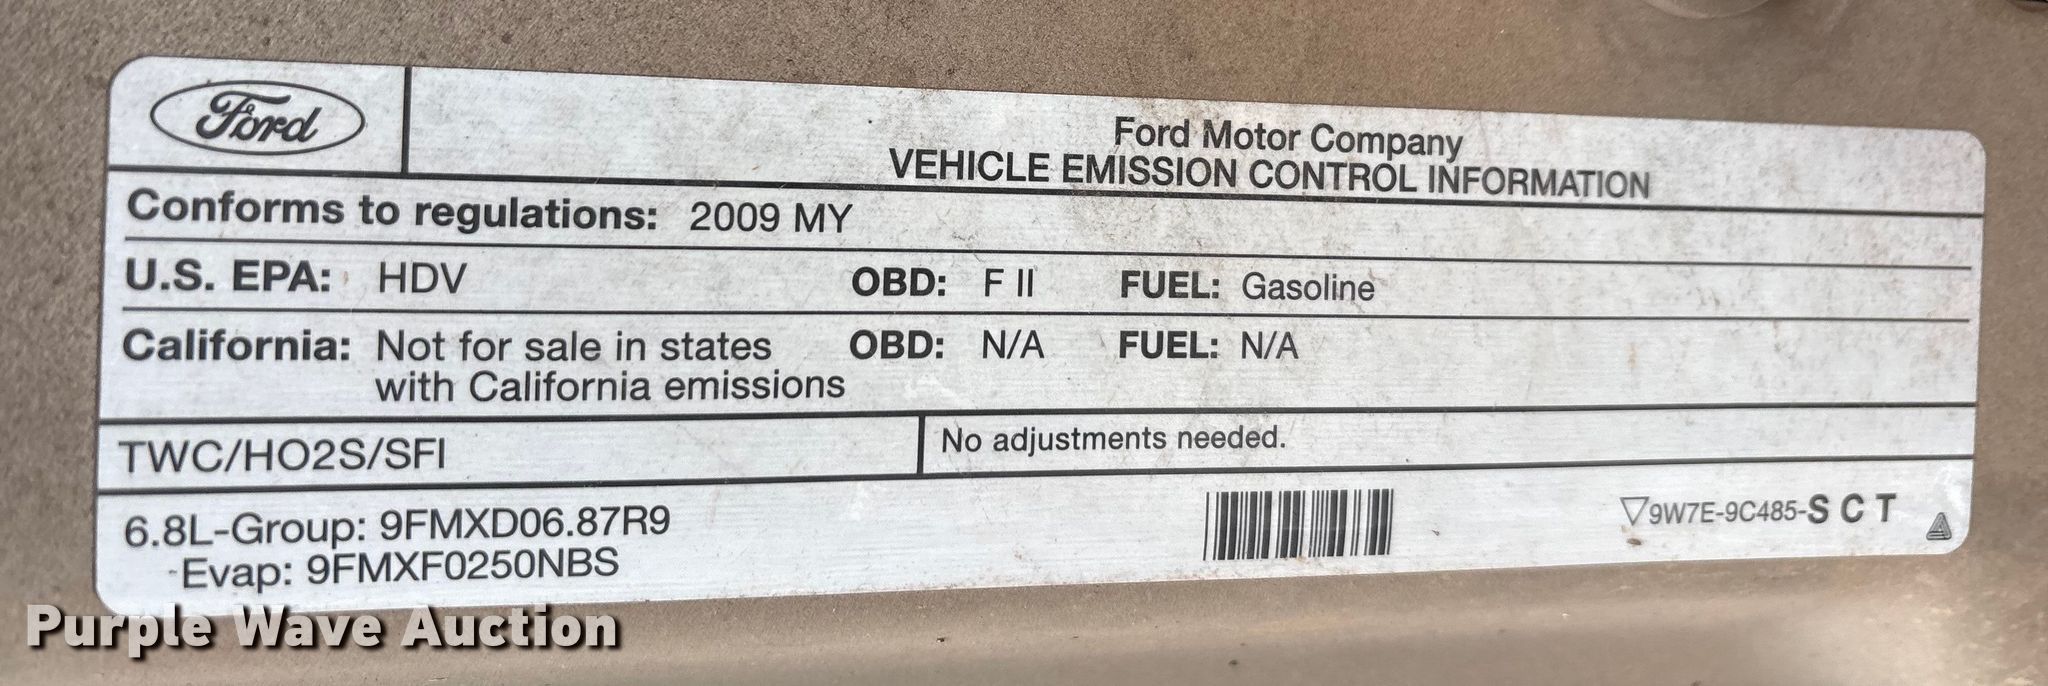 Ford
Ford Motor Company
VEHICLE EMISSION CONTROL INFORMATION
Conforms to regulations: 2009 MY
U.S. EPA: HDV OBD: F II FUEL: Gasoline
California: Not for sale in states OBD: N/A FUEL: N/A
with California emissions
TWC/HO2S/SFI No adjustments needed.
6.8L-Group: 9FMXD06.87R9
Evap: 9FMXF0250NBS
9W7E-9C485-S C T
Purple Wave Auction